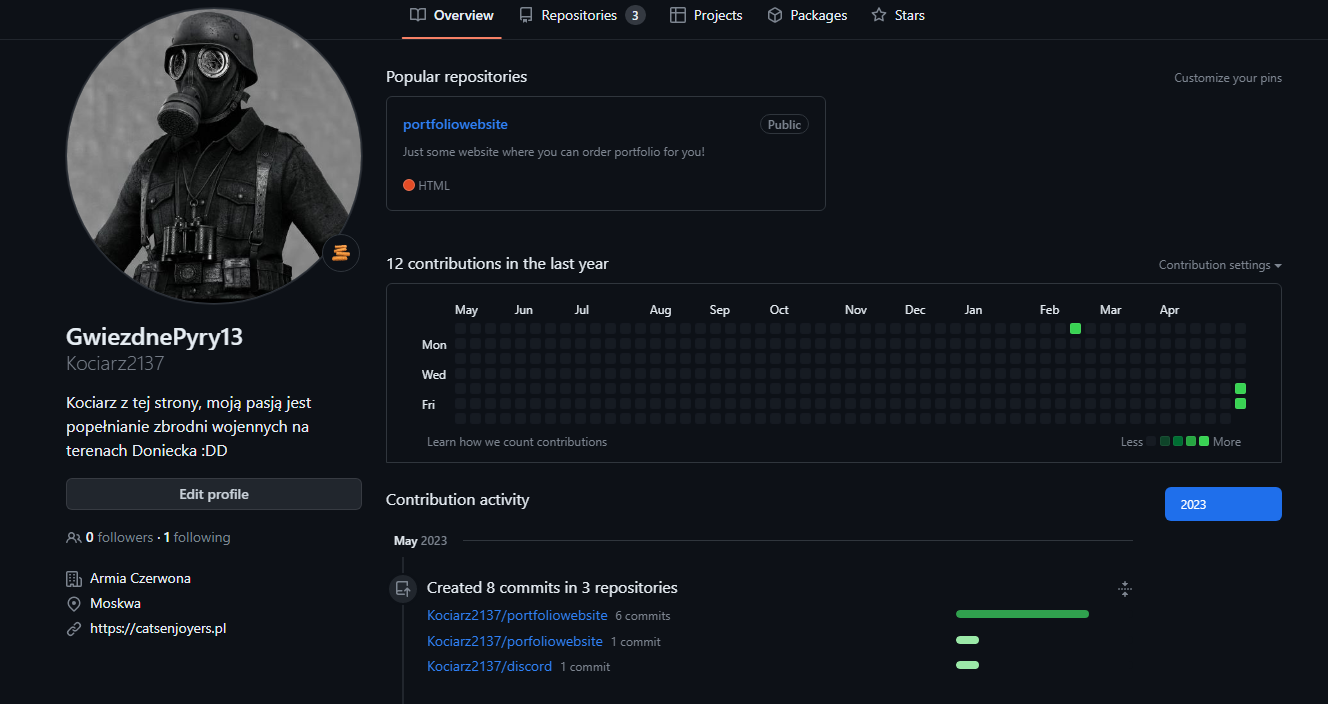 Overview
Repositories 3
Projects
Packages
Stars
Popular repositories
Customize your pins
portfoliowebsite
Public
Just some website where you can order portfolio for you!
HTML
GwiezdnePyry13
Kociarz2137
Kociarz z tej strony, moją pasją jest
popełnianie zbrodni wojennych na
terenach Doniecka :DD
Edit profile
0 followers · 1 following
Armia Czerwona
Moskwa
https://catsenjoyers.pl
12 contributions in the last year
Contribution settings
May Jun Jul Aug Sep Oct Nov Dec Jan Feb Mar Apr
Mon
Wed
Fri
Learn how we count contributions
Less More
Contribution activity
2023
May 2023
Created 8 commits in 3 repositories
Kociarz2137/portfoliowebsite 6 commits
Kociarz2137/porfoliowebsite 1 commit
Kociarz2137/discord 1 commit